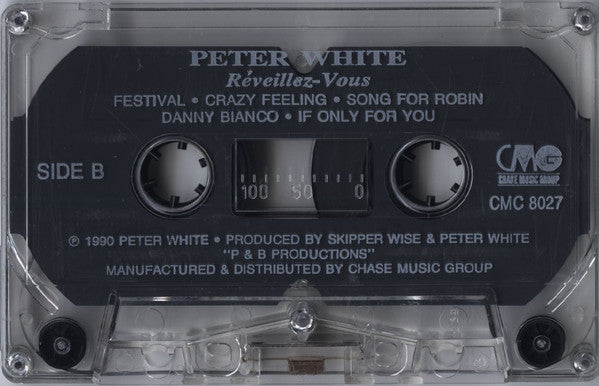 PETER WHITE
Réveillez-Vous
FESTIVAL • CRAZY FEELING • SONG FOR ROBIN
DANNY BIANCO • IF ONLY FOR YOU
SIDE B
100 50 0
CMG
CHASE MUSIC GROUP
CMC 8027
℗ 1990 PETER WHITE • PRODUCED BY SKIPPER WISE & PETER WHITE
"P & B PRODUCTIONS"
MANUFACTURED & DISTRIBUTED BY CHASE MUSIC GROUP